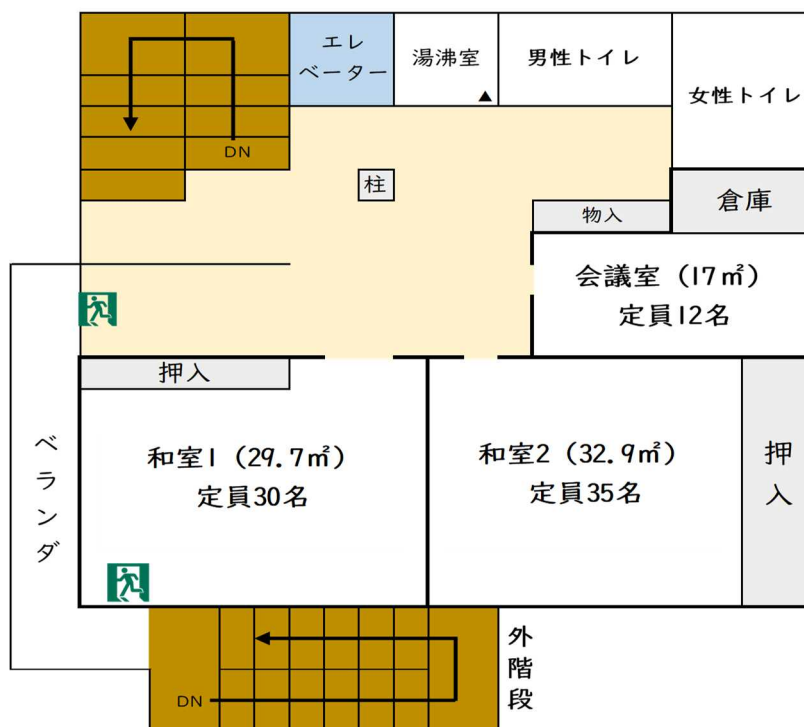 エレ
ベーター
湯沸室
男性トイレ
女性トイレ
DN
柱
倉庫
物入
会議室（17㎡）
定員12名
押入
和室1（29.7㎡）
定員30名
和室2（32.9㎡）
定員35名
押入
ベランダ
外階段
DN